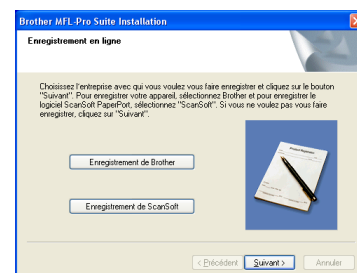 Brother MFL-Pro Suite Installation
Enregistrement en ligne
Choisissez l'entreprise avec qui vous voulez vous faire enregistrer et cliquez sur le bouton
"Suivant". Pour enregistrer votre appareil, sélectionnez Brother et pour enregistrer le
logiciel ScanSoft PaperPort, sélectionnez "ScanSoft". Si vous ne voulez pas vous faire
enregistrer, cliquez sur "Suivant".
Enregistrement de Brother
Enregistrement de ScanSoft
< Précédent
Suivant >
Annuler